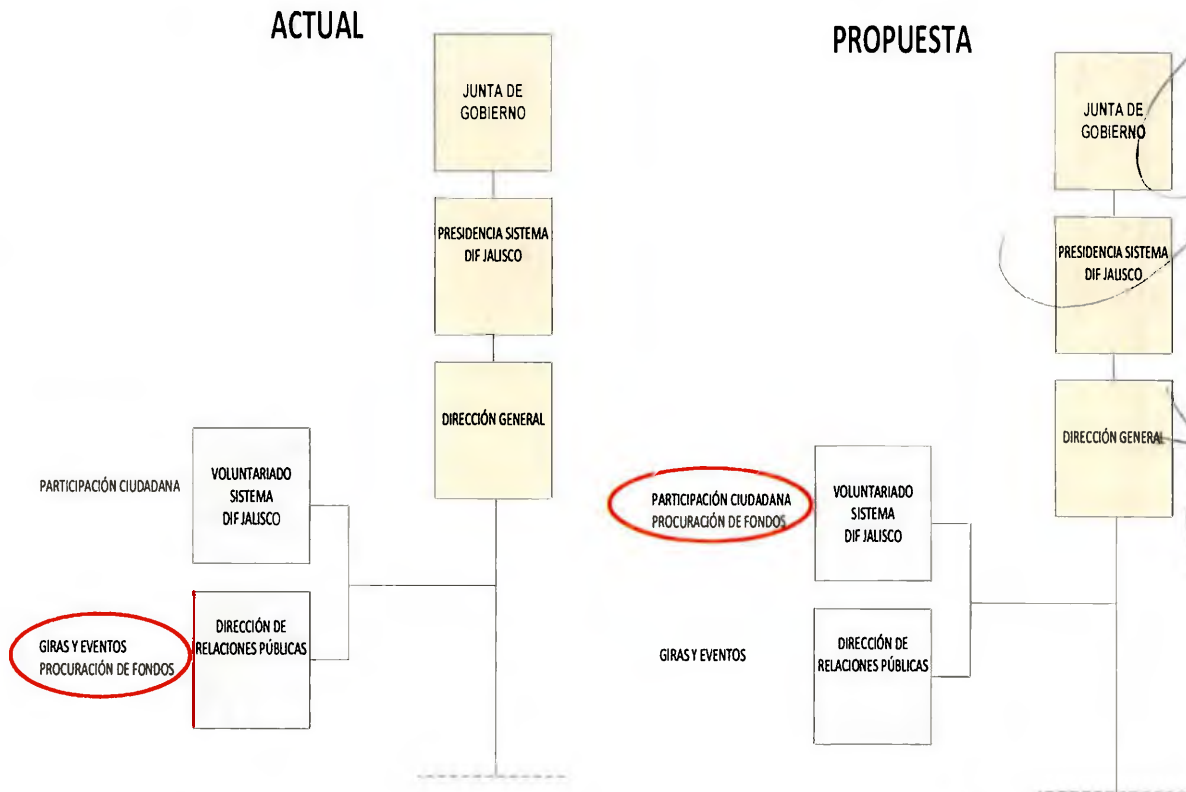 ACTUAL
JUNTA DE
GOBIERNO
PRESIDENCIA SISTEMA
DIF JALISCO
DIRECCIÓN GENERAL
PARTICIPACIÓN CIUDADANA
VOLUNTARIADO
SISTEMA
DIF JALISCO
GIRAS Y EVENTOS
PROCURACIÓN DE FONDOS
DIRECCIÓN DE
RELACIONES PÚBLICAS
PROPUESTA
JUNTA DE
GOBIERNO
PRESIDENCIA SISTEMA
DIF JALISCO
DIRECCIÓN GENERAL
PARTICIPACIÓN CIUDADANA
PROCURACIÓN DE FONDOS
VOLUNTARIADO
SISTEMA
DIF JALISCO
GIRAS Y EVENTOS
DIRECCIÓN DE
RELACIONES PÚBLICAS